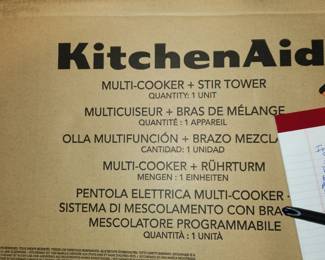 KitchenAid
MULTI-COOKER + STIR TOWER
QUANTITY: 1 UNIT
MULTICUISEUR + BRAS DE MÉLANGE
QUANTITÉ : 1 APPAREIL
OLLA MULTIFUNCIÓN + BRAZO MEZCLA
CANTIDAD: 1 UNIDAD
MULTI-COOKER + RÜHRTURM
MENGEN : 1 EINHEITEN
PENTOLA ELETTRICA MULTI-COOKER +
SISTEMA DI MESCOLAMENTO CON BRAC
MESCOLATORE PROGRAMMABILE
QUANTITÀ : 1 UNITÀ